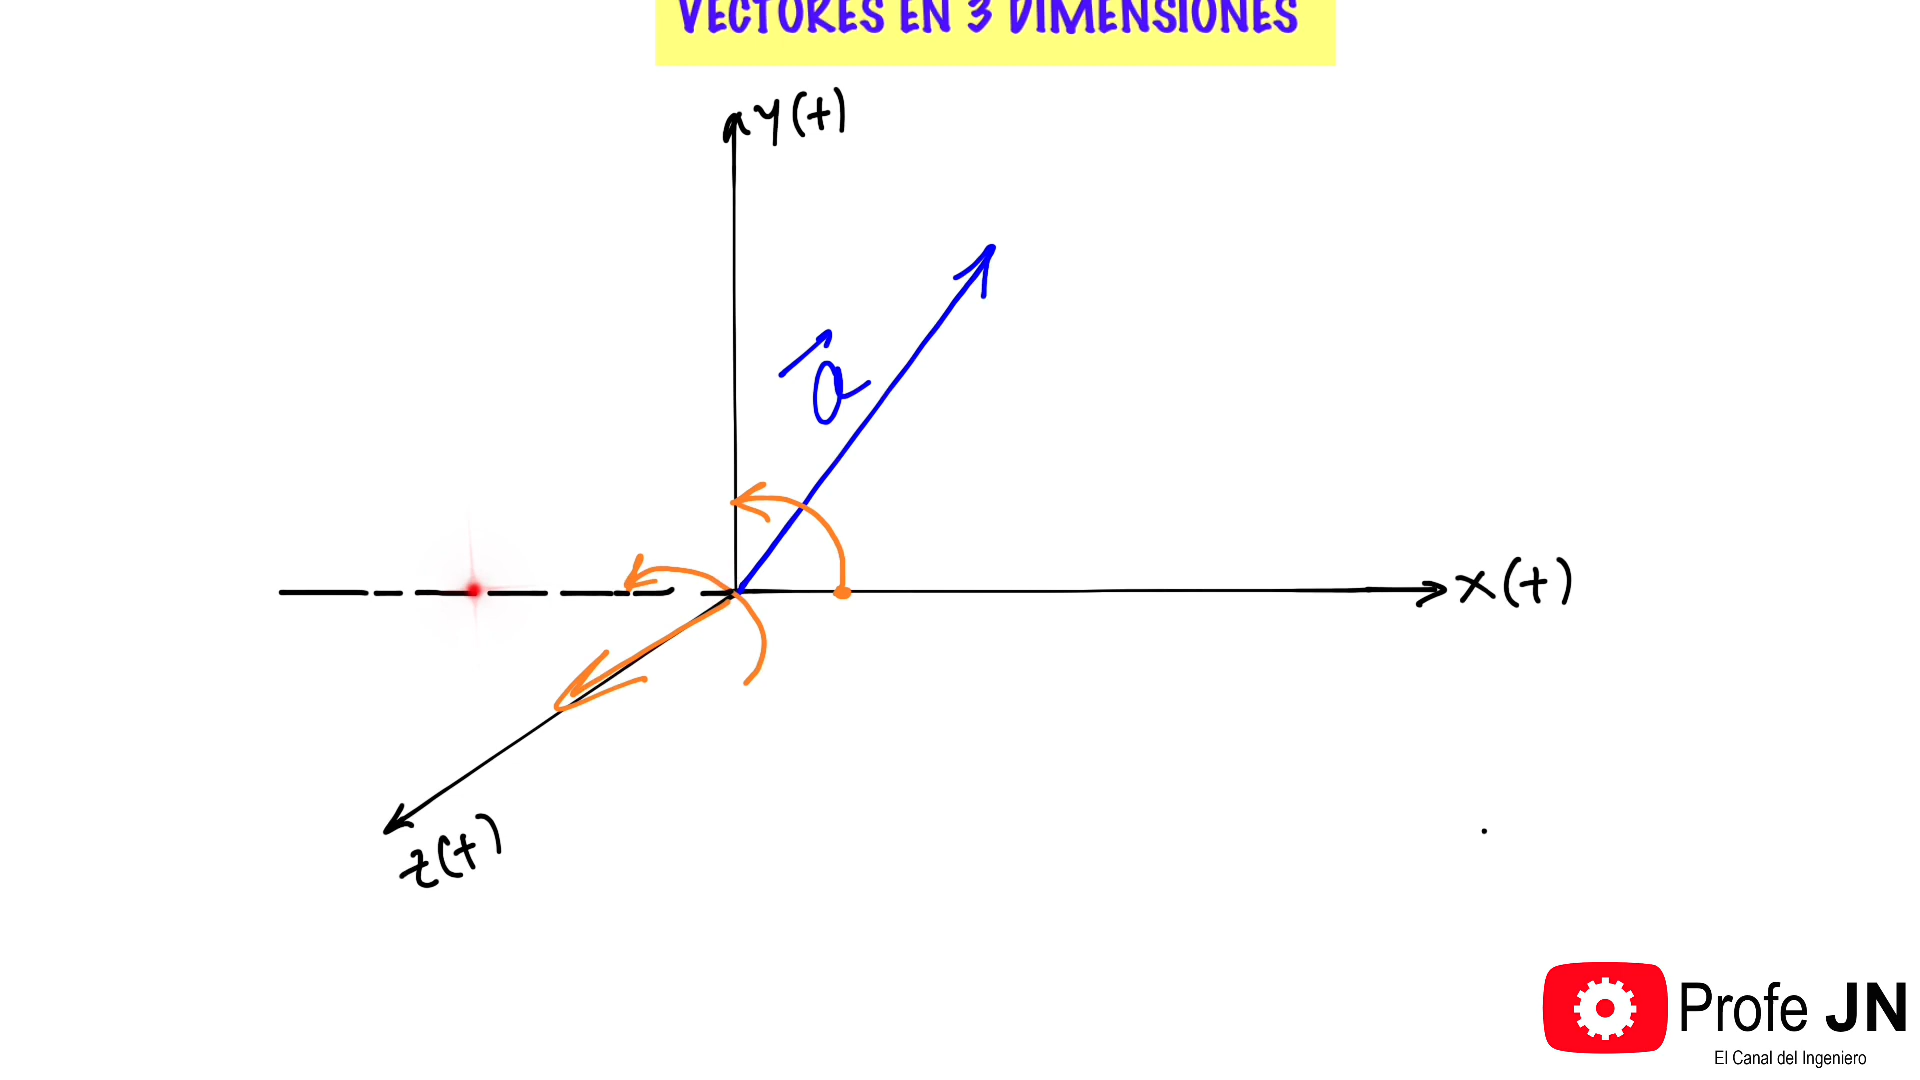 VECTORES EN 3 DIMENSIONES
y(+)
a
x(+)
z(+)
Profe JN
El Canal del Ingeniero